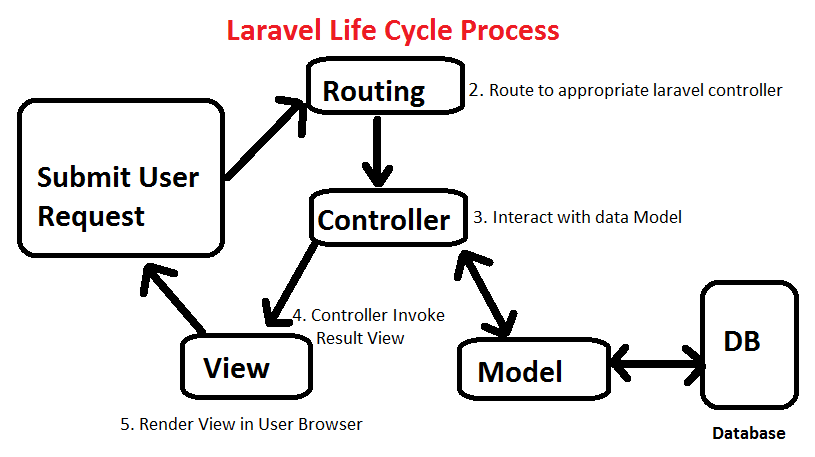 Laravel Life Cycle Process
Routing
2. Route to appropriate laravel controller
Submit User
Request
Controller
3. Interact with data Model
4. Controller Invoke
Result View
View
Model
DB
5. Render View in User Browser
Database